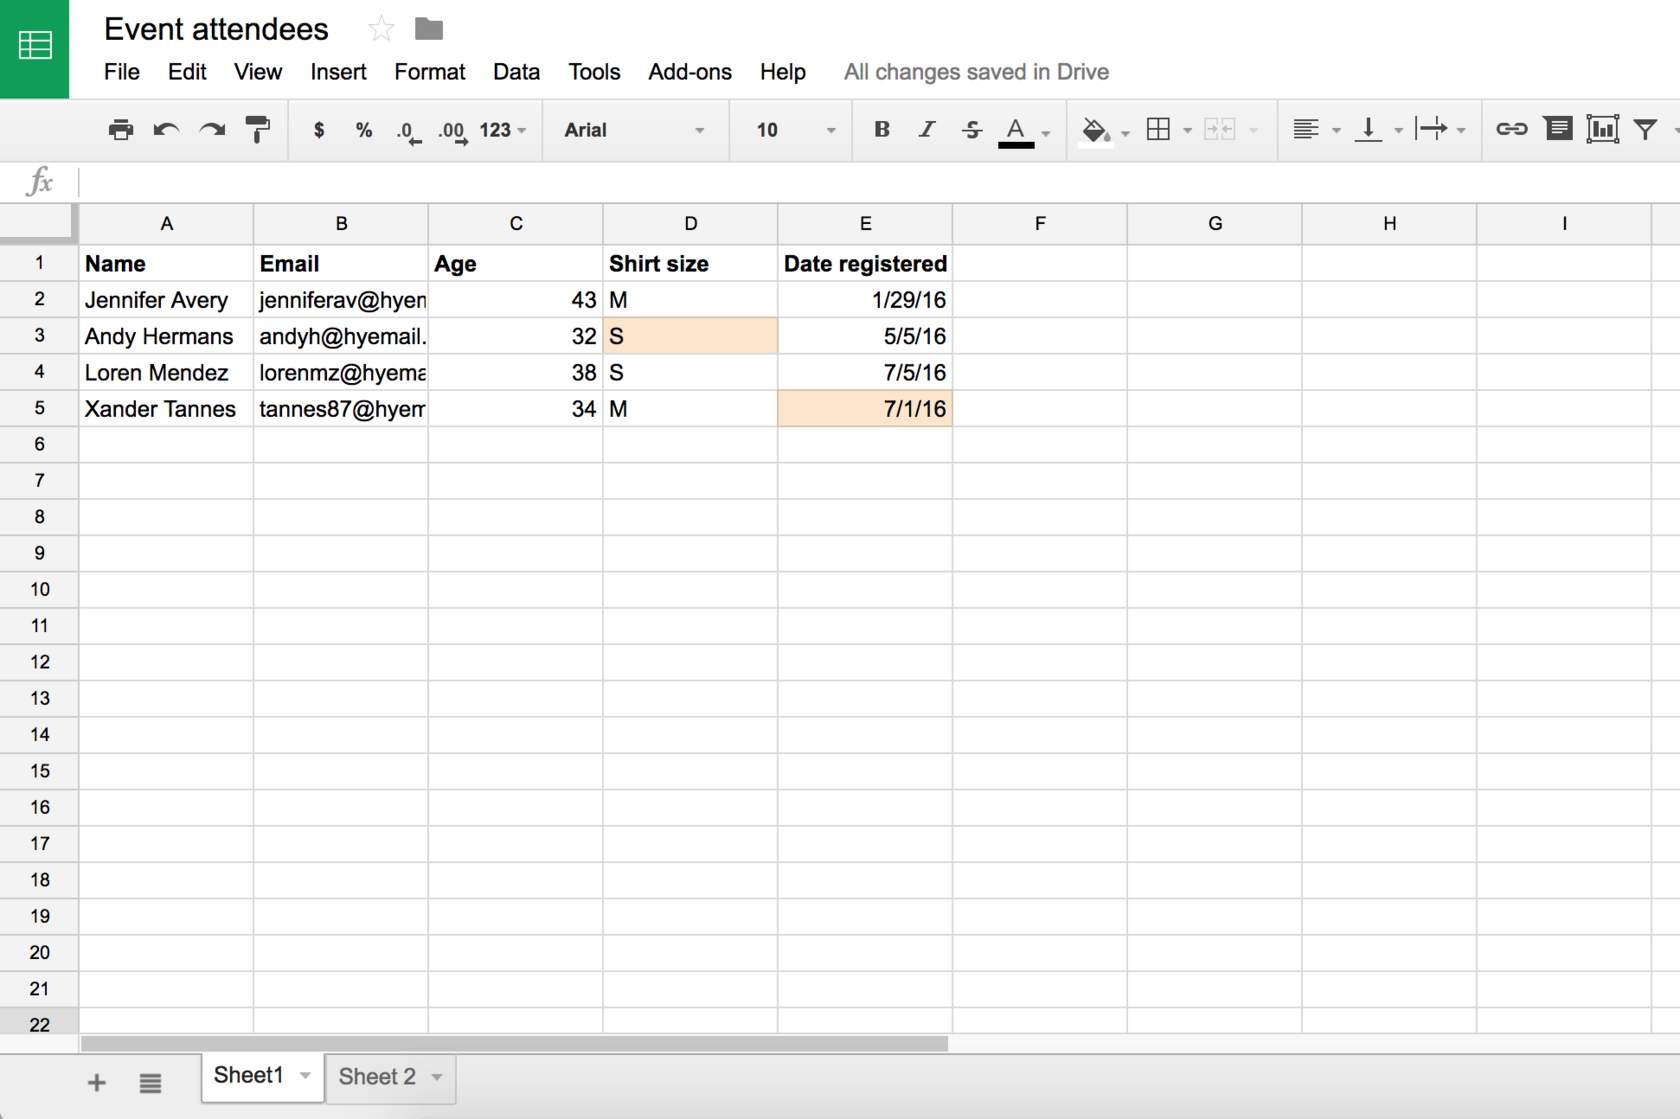 Event attendees
File Edit View Insert Format Data Tools Add-ons Help All changes saved in Drive
$ % .0 .00 123 Arial 10 B I S A
fx
A B C D E F G H I
1 Name Email Age Shirt size Date registered
2 Jennifer Avery jenniferav@hyen 43 M 1/29/16
3 Andy Hermans andyh@hyemail. 32 S 5/5/16
4 Loren Mendez lorenmz@hyema 38 S 7/5/16
5 Xander Tannes tannes87@hyem 34 M 7/1/16
6
7
8
9
10
11
12
13
14
15
16
17
18
19
20
21
22
+ Sheet1 Sheet 2